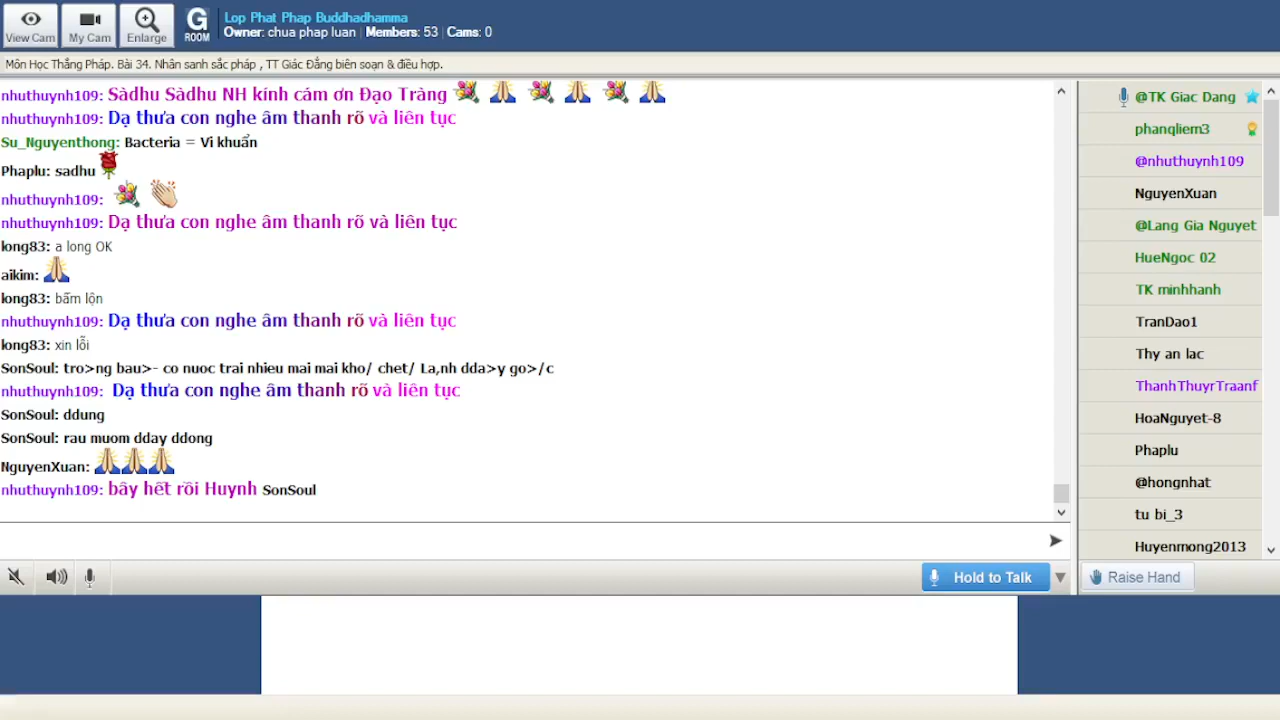 View Cam
My Cam
Enlarge
G
ROOM
Lop Phat Phap Buddhadhamma
Owner: chua phap luan | Members: 53 | Cams: 0
Môn Học Thắng Pháp. Bài 34. Nhân sanh sắc pháp , TT Giác Đẳng biên soạn & điều hợp.
nhuthuynh109: Sàdhu Sàdhu NH kính cám ơn Đạo Tràng
nhuthuynh109: Dạ thưa con nghe âm thanh rõ và liên tục
Su_Nguyenthong: Bacteria = Vi khuẩn
Phaplu: sadhu
nhuthuynh109:
nhuthuynh109: Dạ thưa con nghe âm thanh rõ và liên tục
long83: a long OK
aikim:
long83: bấm lộn
nhuthuynh109: Dạ thưa con nghe âm thanh rõ và liên tục
long83: xin lỗi
SonSoul: tro>ng bau>- co nuoc trai nhieu mai mai kho/ chet/ La,nh dda>y go>/c
nhuthuynh109: Dạ thưa con nghe âm thanh rõ và liên tục
SonSoul: ddung
SonSoul: rau muom dday ddong
NguyenXuan:
nhuthuynh109: bây hết rồi Huynh SonSoul
Hold to Talk
@TK Giac Dang
phanqliem3
@nhuthuynh109
NguyenXuan
@Lang Gia Nguyet
HueNgoc 02
TK minhhanh
TranDao1
Thy an lac
ThanhThuyrTraanf
HoaNguyet-8
Phaplu
@hongnhat
tu bi_3
Huyenmong2013
Raise Hand